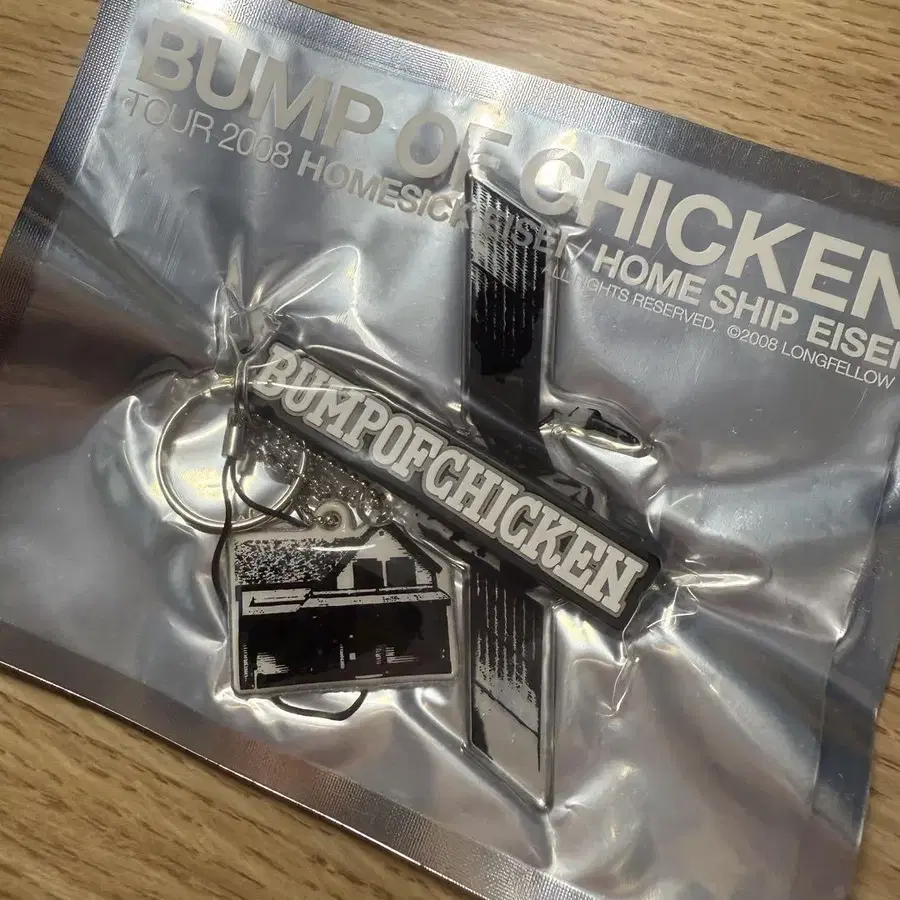 BUMP OF CHICKEN
TOUR 2008 HOMESICK EISEI / HOME SHIP EISEI
ALL RIGHTS RESERVED. ©2008 LONGFELLOW
BUMPOFCHICKEN